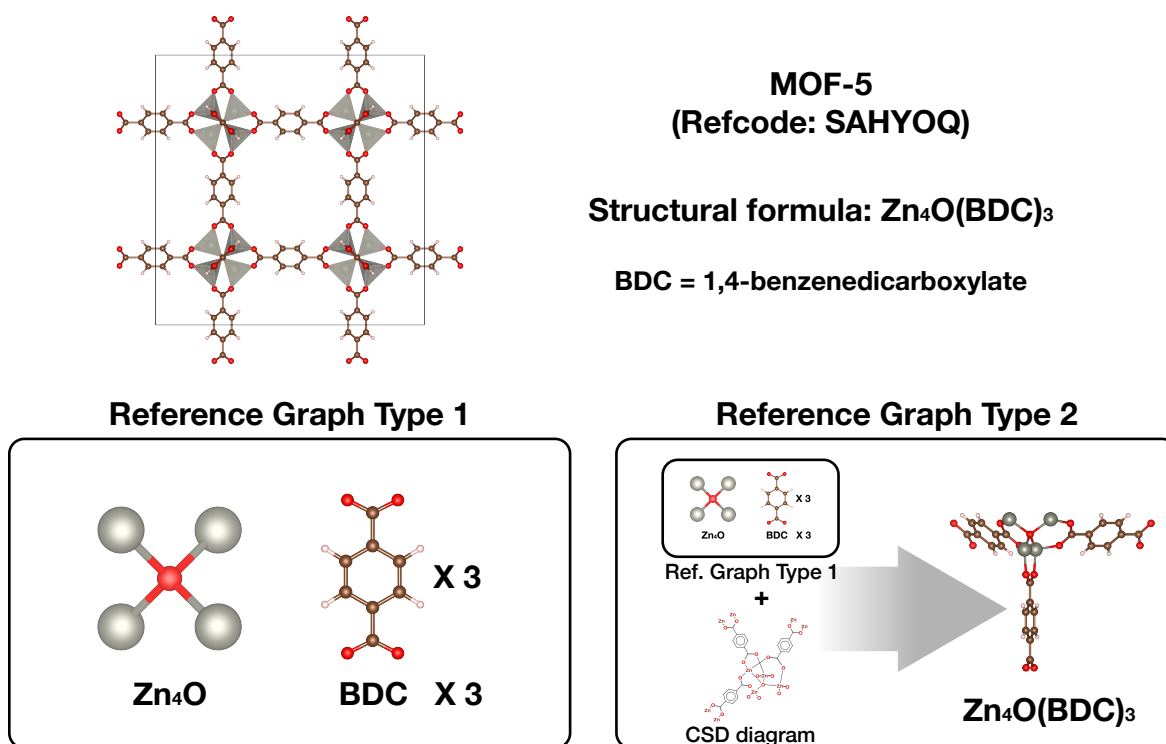 MOF-5
(Refcode: SAHYOQ)
Structural formula: Zn₄O(BDC)₃
BDC = 1,4-benzenedicarboxylate
Reference Graph Type 1
X 3
Zn₄O
BDC X 3
Reference Graph Type 2
X 3
Zn₄O
BDC X 3
Ref. Graph Type 1
+
CSD diagram
Zn₄O(BDC)₃